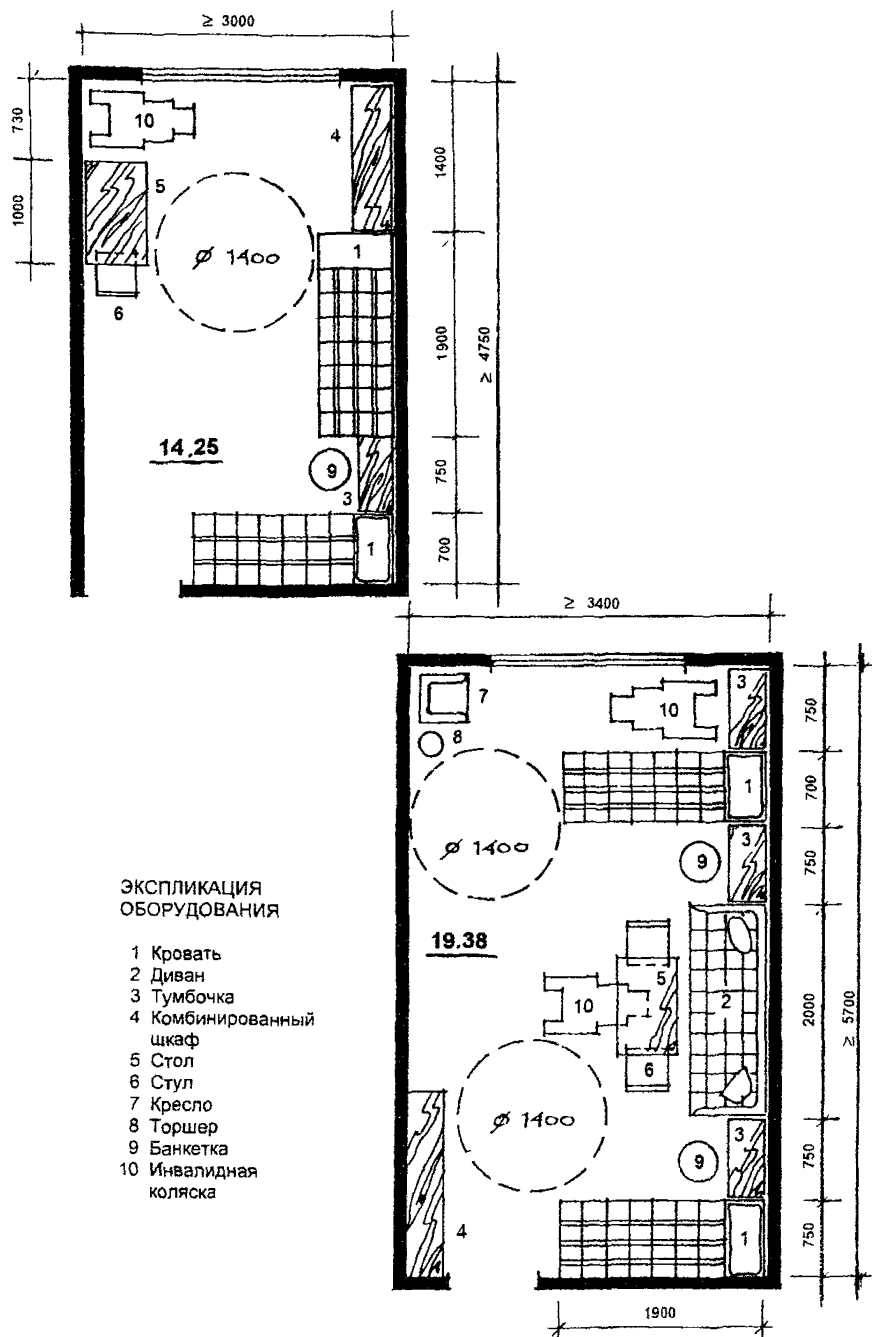 ≥ 3000
730
1000
10
4
5
Ø 1400
1
6
14,25
9
3
1
1400
1900
750
700
≥ 4750
≥ 3400
7
8
10
3
1
Ø 1400
9
3
19.38
5
10
2
6
Ø 1400
9
3
4
1
750
700
750
2000
750
750
≥ 5700
1900
ЭКСПЛИКАЦИЯ
ОБОРУДОВАНИЯ
1 Кровать
2 Диван
3 Тумбочка
4 Комбинированный
шкаф
5 Стол
6 Стул
7 Кресло
8 Торшер
9 Банкетка
10 Инвалидная
коляска